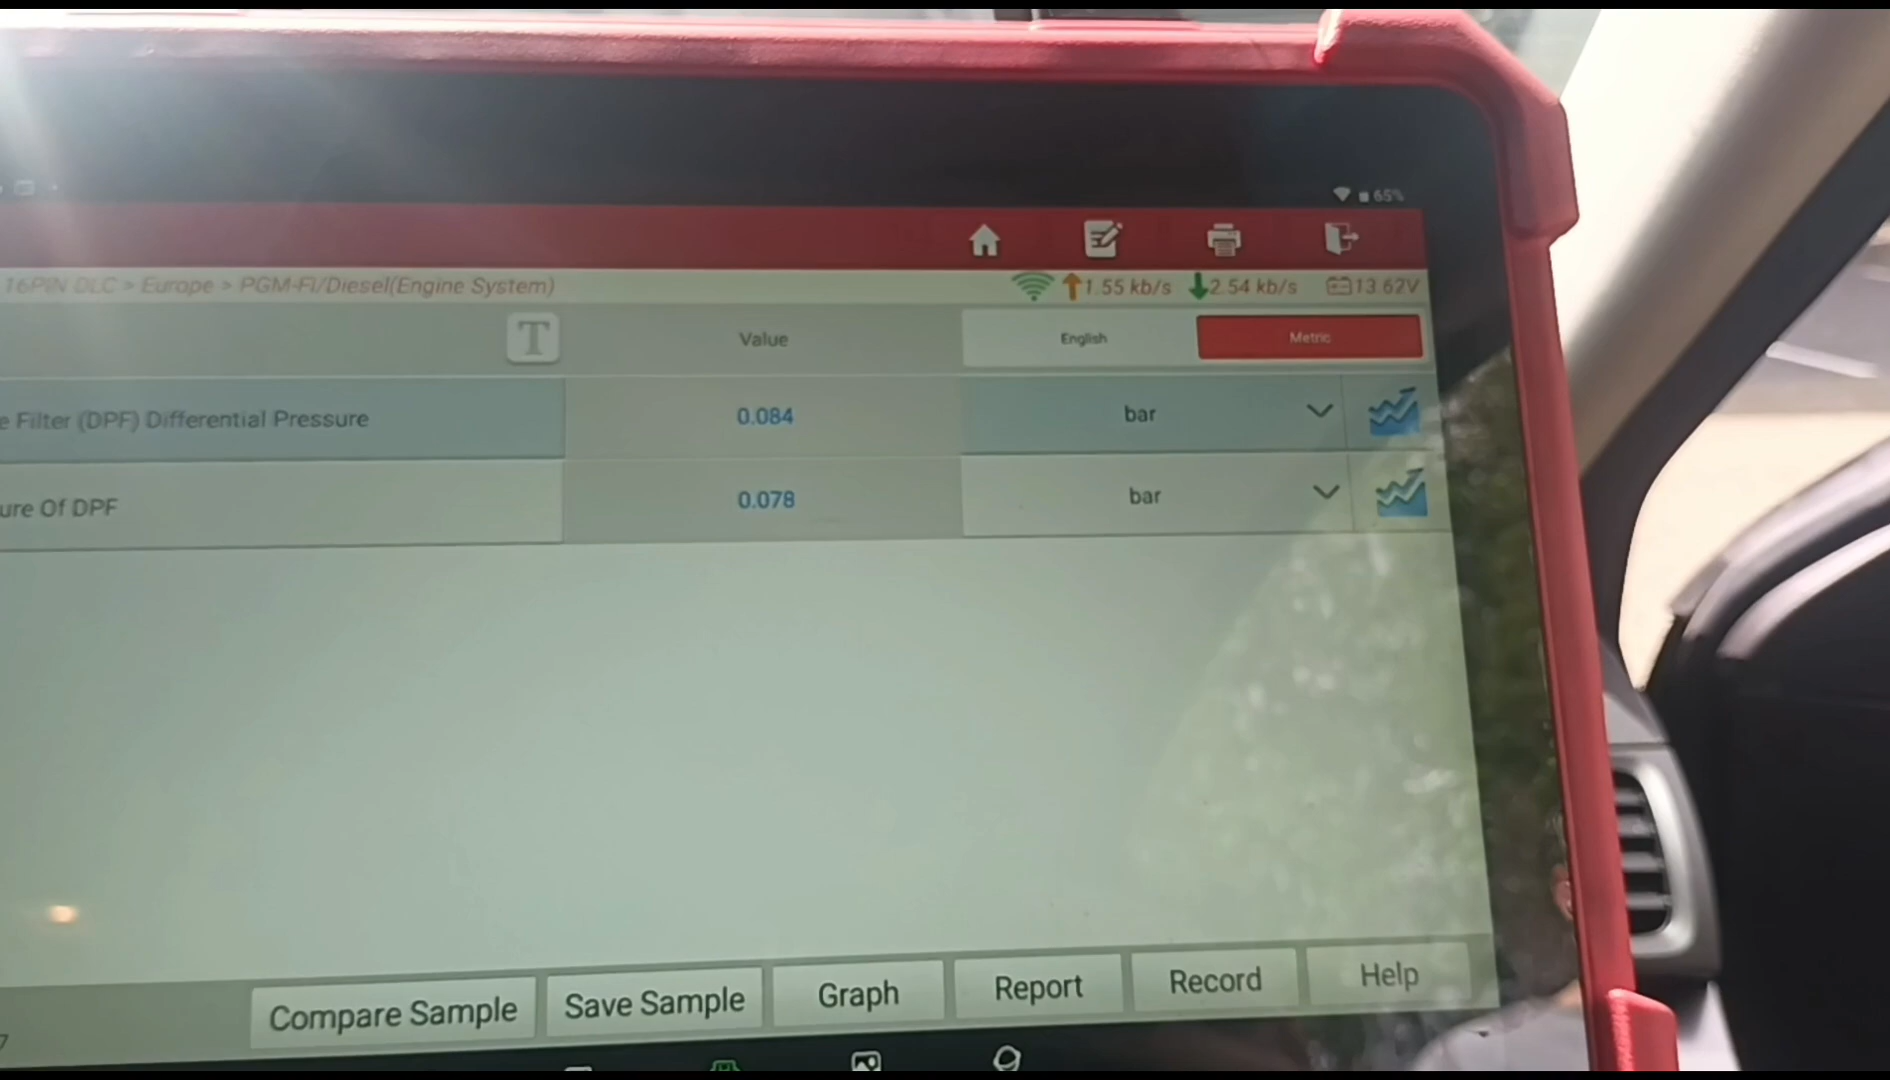 65%
16PIN DLC > Europe > PGM-FI/Diesel(Engine System) 1.55 kb/s 2.54 kb/s 13.62V
T Value English Metric
e Filter (DPF) Differential Pressure 0.084 bar
ure Of DPF 0.078 bar
Compare Sample Save Sample Graph Report Record Help
7